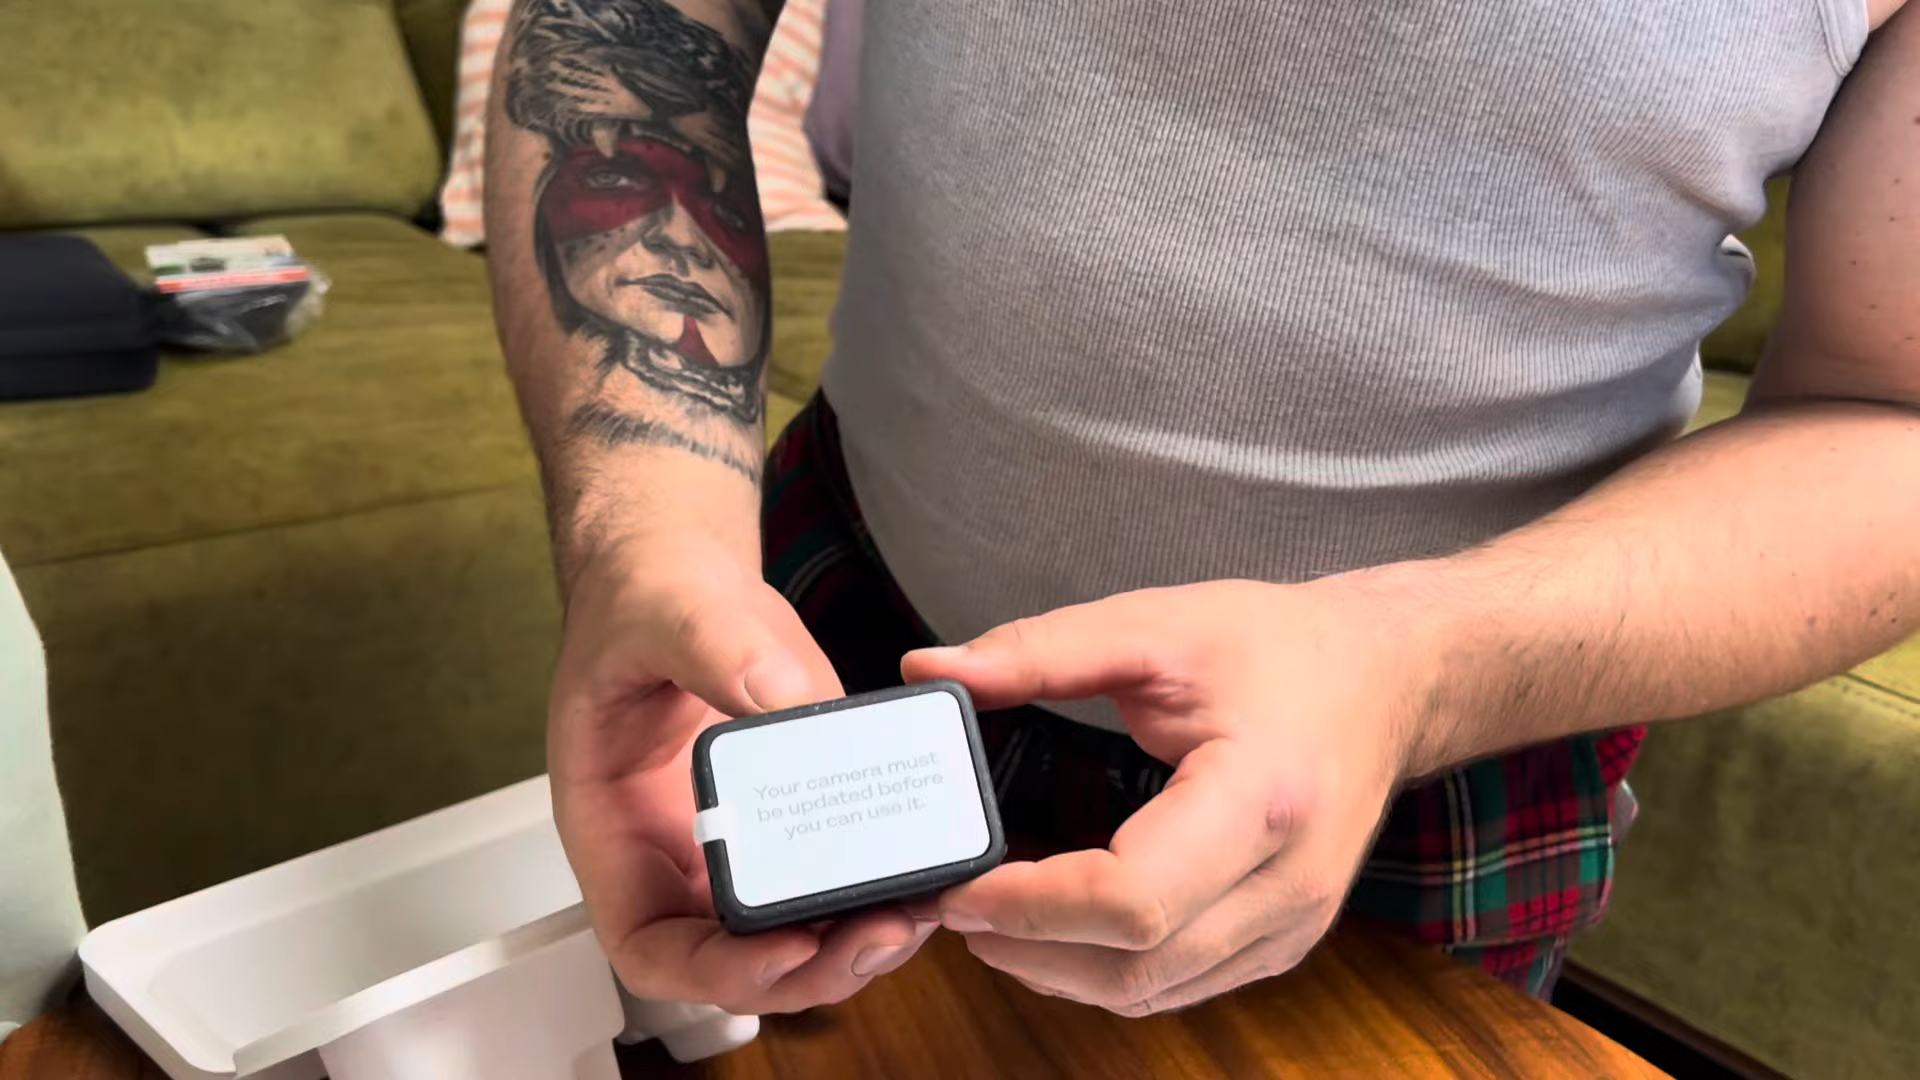 Your camera must
be updated before
you can use it.